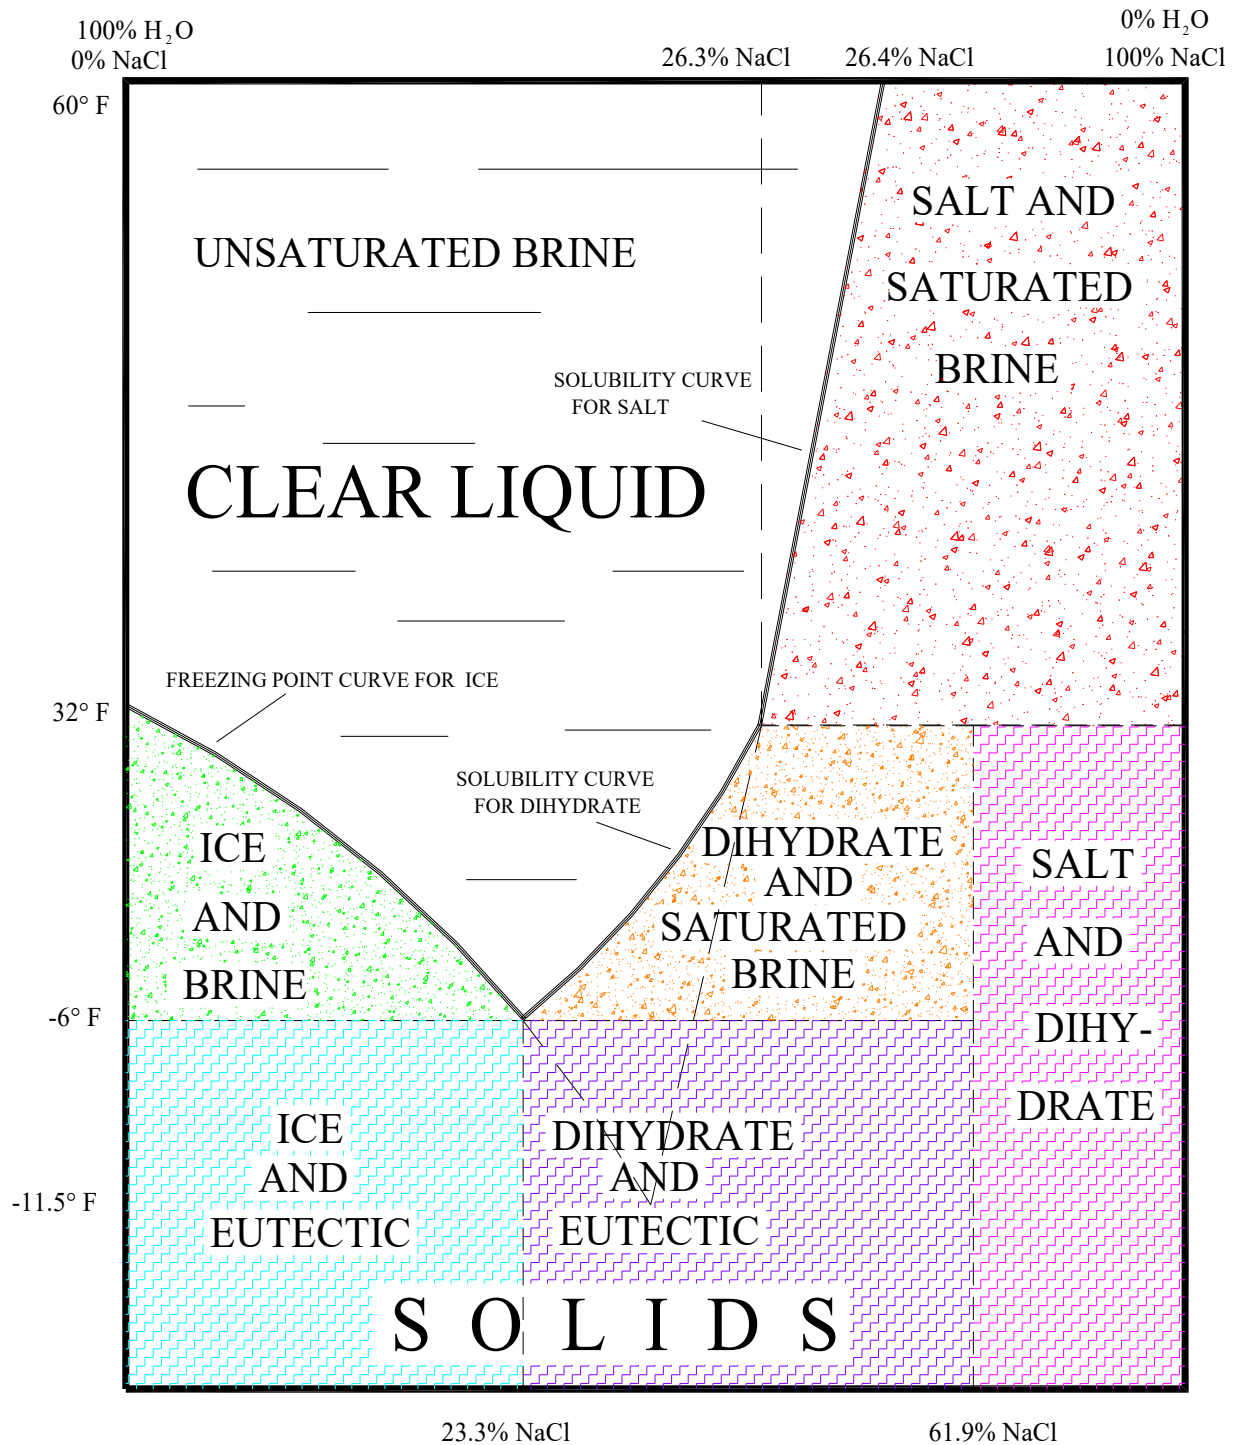 100% H₂O
0% NaCl
26.3% NaCl
26.4% NaCl
0% H₂O
100% NaCl
60° F
UNSATURATED BRINE
SALT AND
SATURATED
BRINE
SOLUBILITY CURVE
FOR SALT
CLEAR LIQUID
FREEZING POINT CURVE FOR ICE
32° F
SOLUBILITY CURVE
FOR DIHYDRATE
ICE
AND
BRINE
DIHYDRATE
AND
SATURATED
BRINE
SALT
AND
DIHY-
DRATE
-6° F
ICE
AND
EUTECTIC
DIHYDRATE
AND
EUTECTIC
-11.5° F
SOLIDS
23.3% NaCl
61.9% NaCl